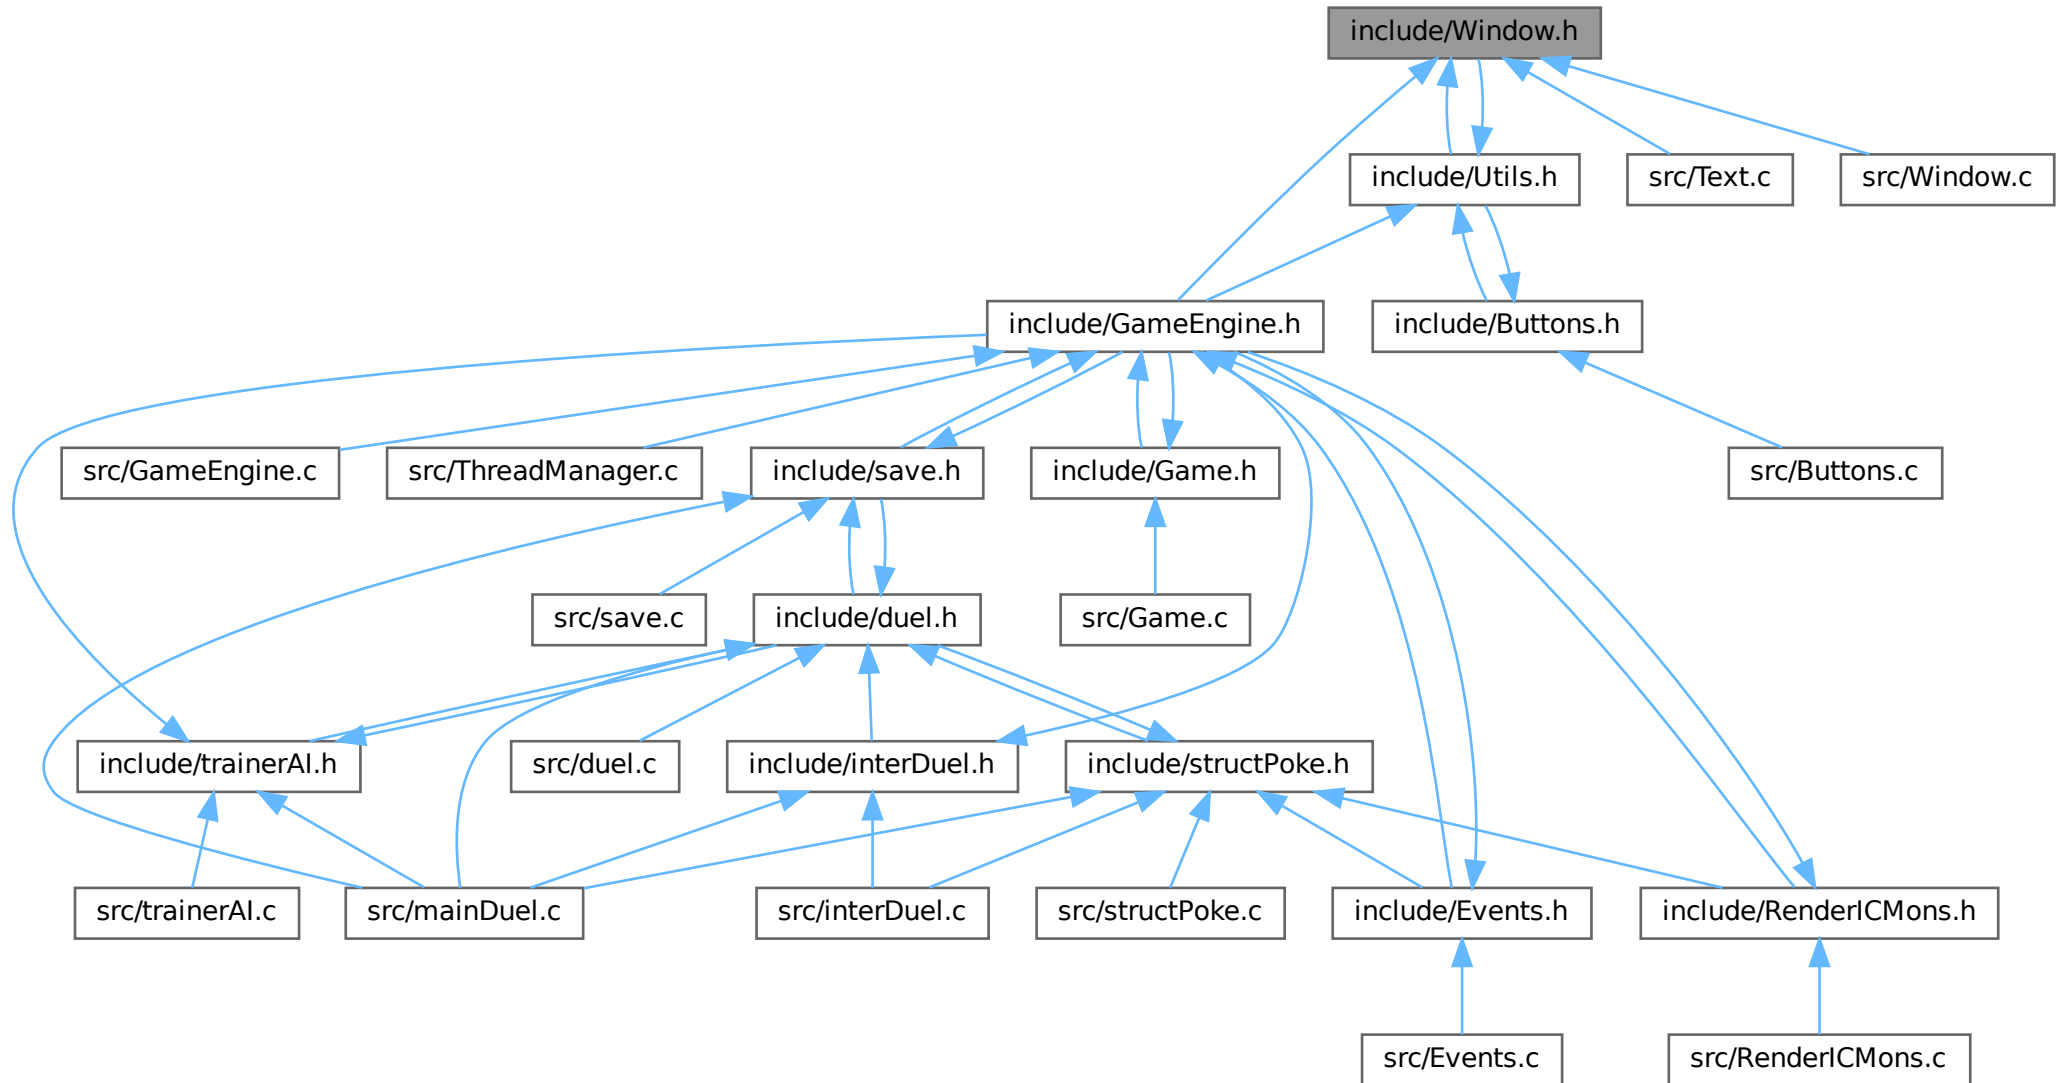 include/Window.h
include/Utils.h
src/Text.c
src/Window.c
include/GameEngine.h
include/Buttons.h
src/GameEngine.c
src/ThreadManager.c
include/save.h
include/Game.h
src/Buttons.c
src/save.c
include/duel.h
src/Game.c
include/trainerAI.h
src/duel.c
include/interDuel.h
include/structPoke.h
src/trainerAI.c
src/mainDuel.c
src/interDuel.c
src/structPoke.c
include/Events.h
include/RenderICMons.h
src/Events.c
src/RenderICMons.c